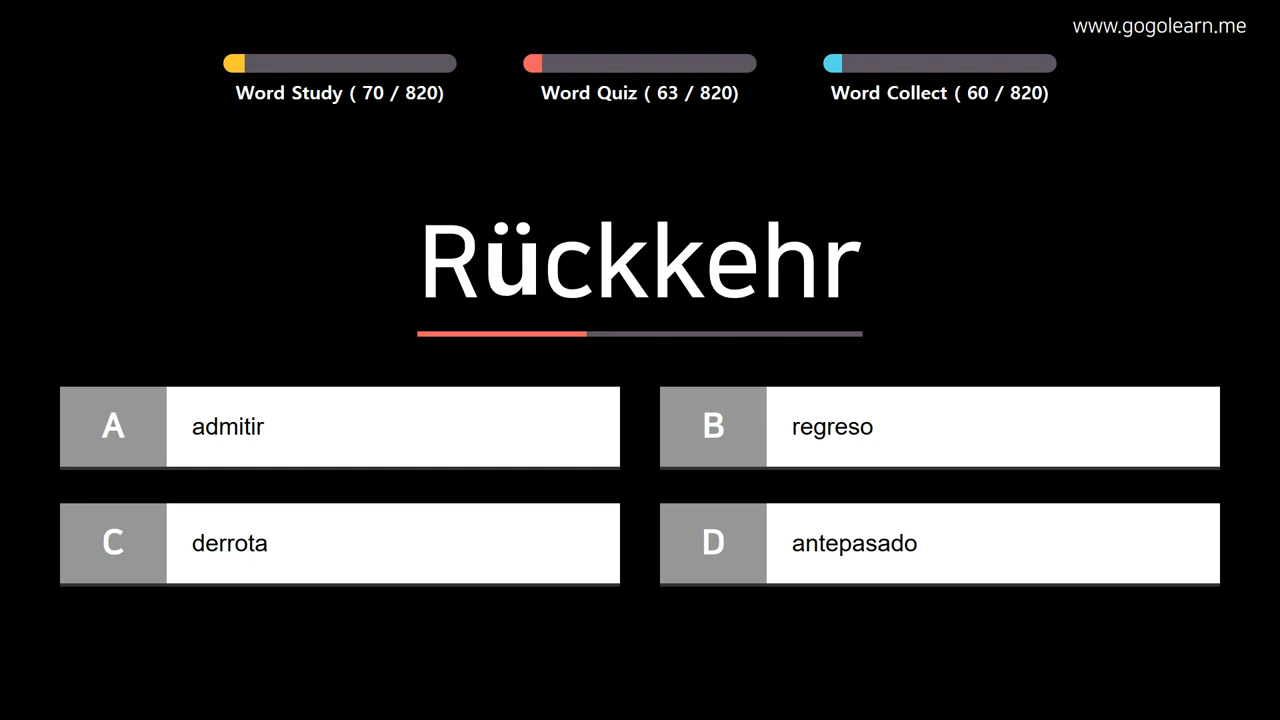 www.gogolearn.me
Word Study ( 70 / 820) Word Quiz ( 63 / 820) Word Collect ( 60 / 820)
Rückkehr
A admitir
B regreso
C derrota
D antepasado